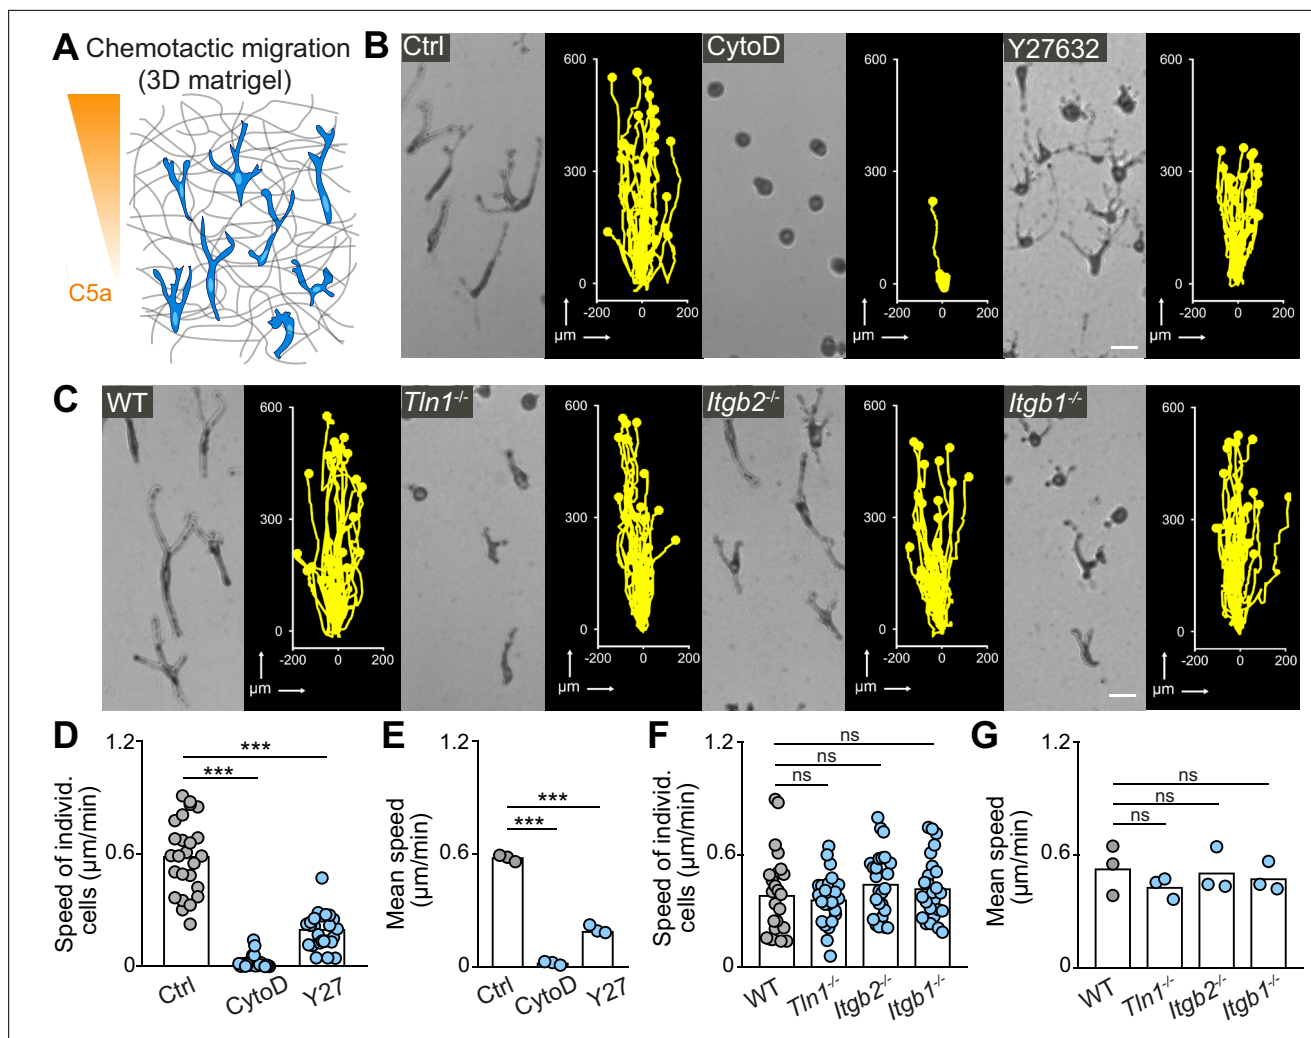 A Chemotactic migration
(3D matrigel)
C5a
B
Ctrl
600
300
0
-200 0 200
µm
CytoD
600
300
0
-200 0 200
µm
Y27632
600
300
0
-200 0 200
µm
C
WT
600
300
0
-200 0 200
µm
Tln1-/-
600
300
0
-200 0 200
µm
Itgb2-/-
600
300
0
-200 0 200
µm
Itgb1-/-
600
300
0
-200 0 200
µm
D
Speed of individ.
cells (µm/min)
1.2
0.6
0
***
***
Ctrl
CytoD
Y27
E
Mean speed
(µm/min)
1.2
0.6
0
***
***
Ctrl
CytoD
Y27
F
Speed of individ.
cells (µm/min)
1.2
0.6
0
ns
ns
ns
WT
Tln1-/-
Itgb2-/-
Itgb1-/-
G
Mean speed
(µm/min)
1.2
0.6
0
ns
ns
ns
WT
Tln1-/-
Itgb2-/-
Itgb1-/-